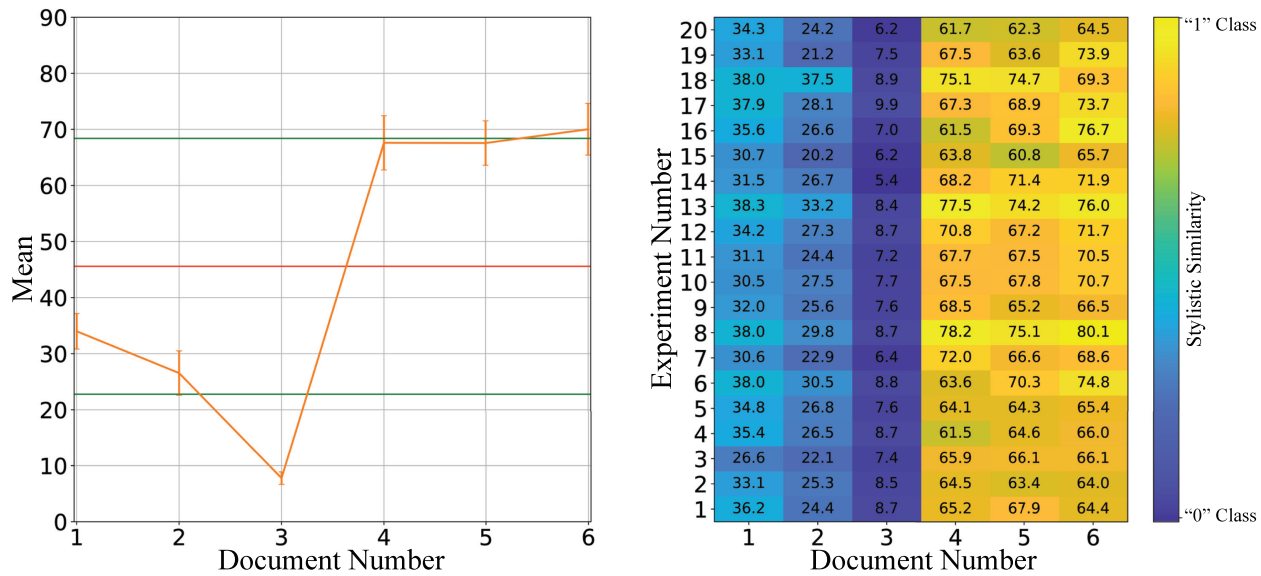 90
80
70
60
50
40
30
20
10
0
1 2 3 4 5 6
Mean
Document Number
Experiment Number
20 34.3 24.2 6.2 61.7 62.3 64.5
19 33.1 21.2 7.5 67.5 63.6 73.9
18 38.0 37.5 8.9 75.1 74.7 69.3
17 37.9 28.1 9.9 67.3 68.9 73.7
16 35.6 26.6 7.0 61.5 69.3 76.7
15 30.7 20.2 6.2 63.8 60.8 65.7
14 31.5 26.7 5.4 68.2 71.4 71.9
13 38.3 33.2 8.4 77.5 74.2 76.0
12 34.2 27.3 8.7 70.8 67.2 71.7
11 31.1 24.4 7.2 67.7 67.5 70.5
10 30.5 27.5 7.7 67.5 67.8 70.7
9 32.0 25.6 7.6 68.5 65.2 66.5
8 38.0 29.8 8.7 78.2 75.1 80.1
7 30.6 22.9 6.4 72.0 66.6 68.6
6 38.0 30.5 8.8 63.6 70.3 74.8
5 34.8 26.8 7.6 64.1 64.3 65.4
4 35.4 26.5 8.7 61.5 64.6 66.0
3 26.6 22.1 7.4 65.9 66.1 66.1
2 33.1 25.3 8.5 64.5 63.4 64.0
1 36.2 24.4 8.7 65.2 67.9 64.4
1 2 3 4 5 6
Document Number
“1” Class
Stylistic Similarity
“0” Class